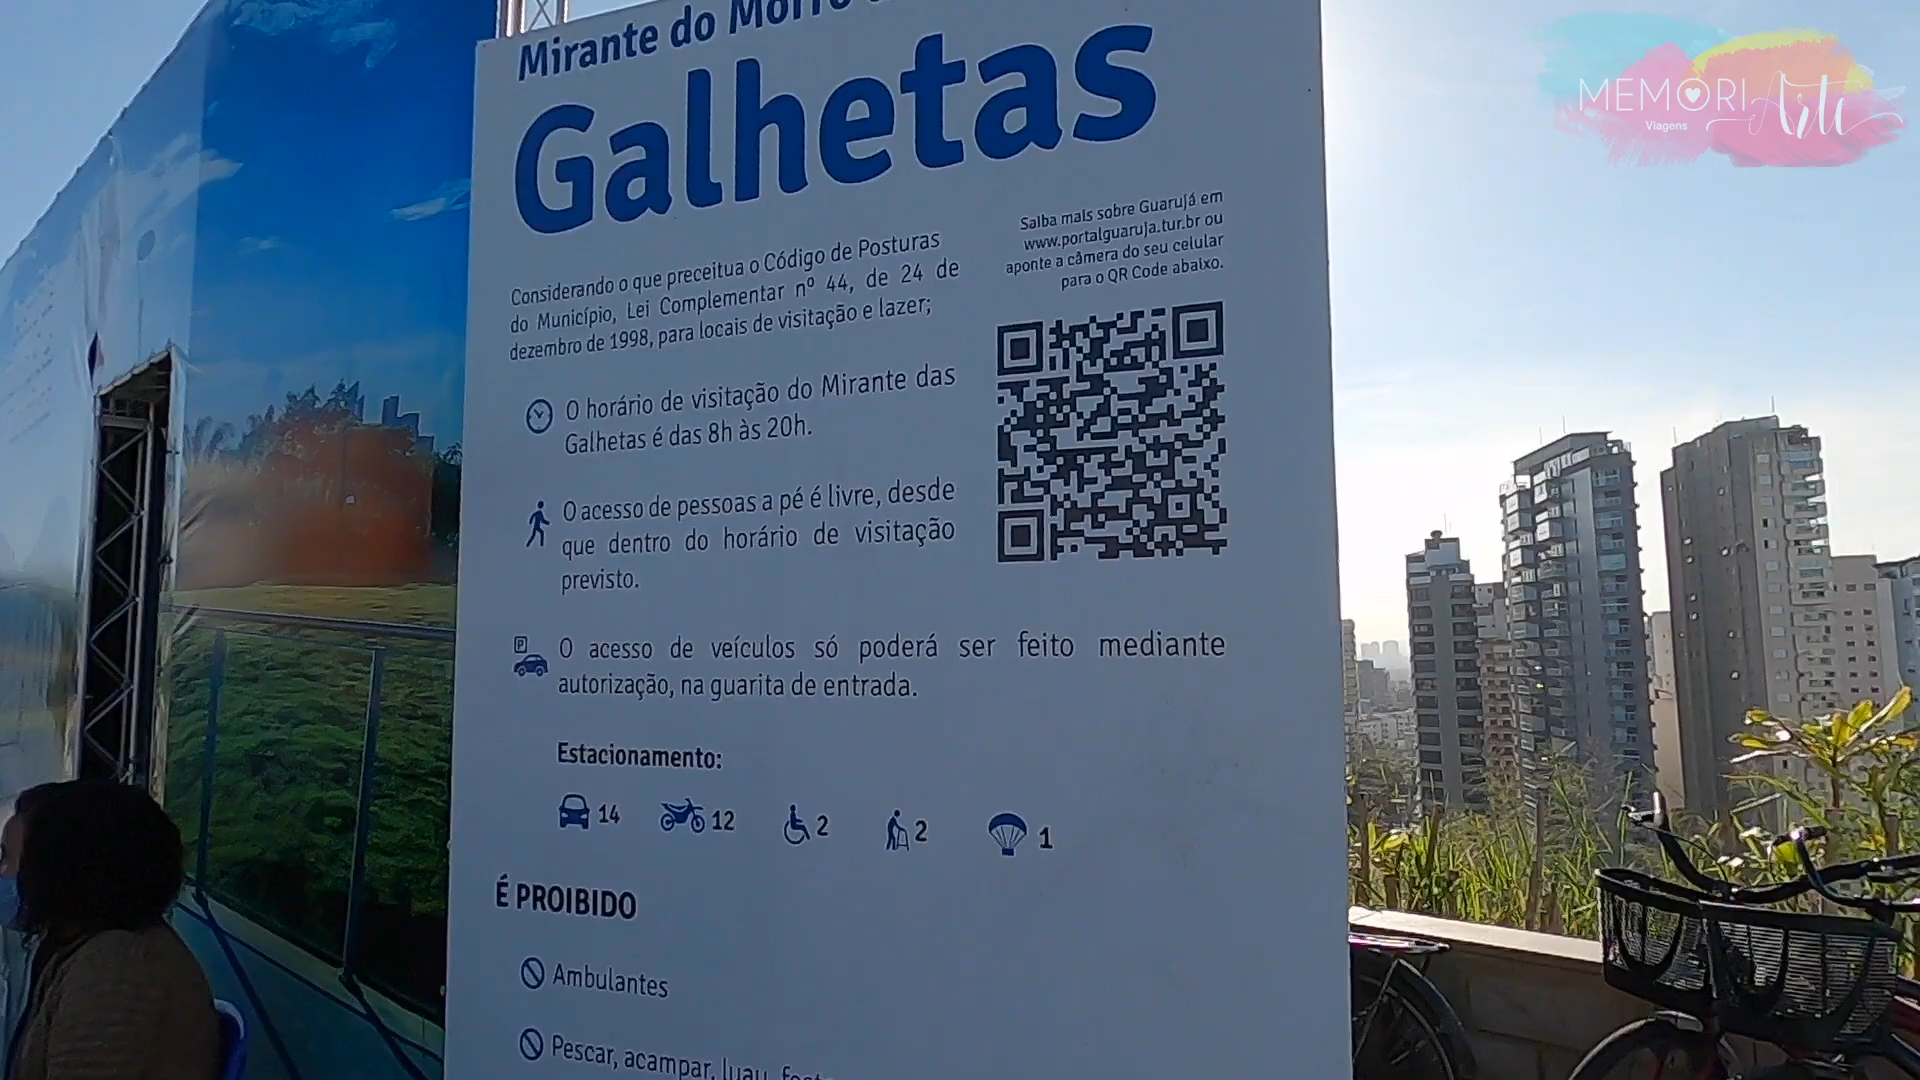 Mirante do Morro
Galhetas
Considerando o que preceitua o Código de Posturas
do Município, Lei Complementar nº 44, de 24 de
dezembro de 1998, para locais de visitação e lazer;
Saiba mais sobre Guarujá em
www.portalguaruja.tur.br ou
aponte a câmera do seu celular
para o QR Code abaixo.
O horário de visitação do Mirante das
Galhetas é das 8h às 20h.
O acesso de pessoas a pé é livre, desde
que dentro do horário de visitação
previsto.
P
O acesso de veículos só poderá ser feito mediante
autorização, na guarita de entrada.
Estacionamento:
14 12 2 2 1
É PROIBIDO
Ambulantes
Pescar, acampar, luau,
MEMORI Arte
Viagens